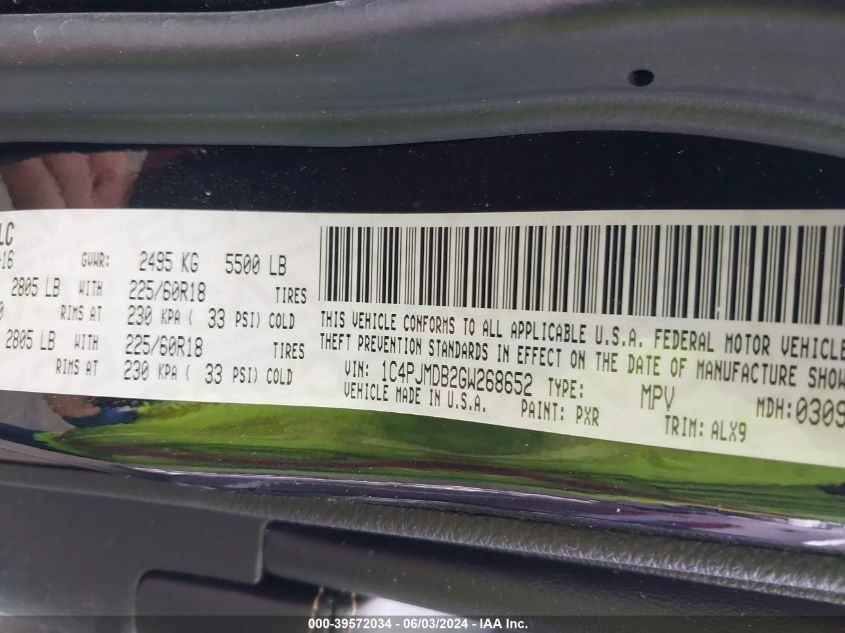 LC
-16 GVWR: 2495 KG 5500 LB
2805 LB WITH 225/60R18 TIRES
0 RIMS AT 230 KPA ( 33 PSI) COLD
2805 LB WITH 225/60R18 TIRES
RIMS AT 230 KPA ( 33 PSI) COLD
THIS VEHICLE CONFORMS TO ALL APPLICABLE U.S.A. FEDERAL MOTOR VEHICLE
THEFT PREVENTION STANDARDS IN EFFECT ON THE DATE OF MANUFACTURE SHOW
VIN: 1C4PJMDB2GW268652 TYPE: MPV MDH: 0309
VEHICLE MADE IN U.S.A. PAINT: PXR TRIM: ALX9
000-39572034 - 06/03/2024 - IAA Inc.